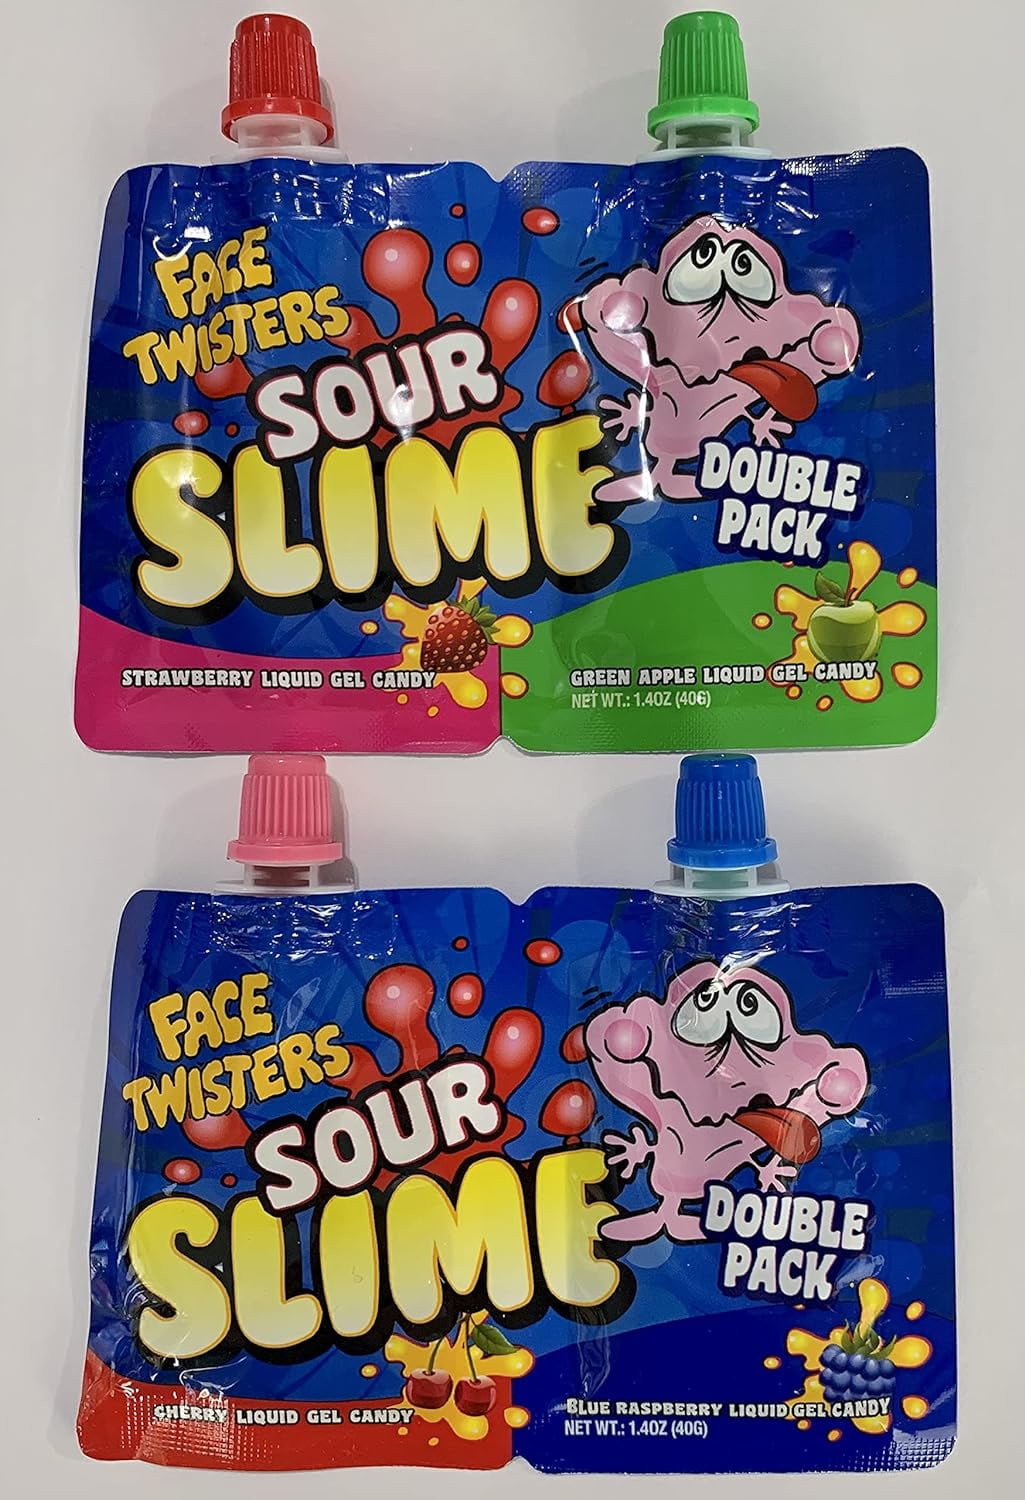 FACE
TWISTERS
SOUR
SLIME
DOUBLE
PACK
STRAWBERRY LIQUID GEL CANDY
GREEN APPLE LIQUID GEL CANDY
NET WT.: 1.4OZ (40G)
FACE
TWISTERS
SOUR
SLIME
DOUBLE
PACK
CHERRY LIQUID GEL CANDY
BLUE RASPBERRY LIQUID GEL CANDY
NET WT.: 1.4OZ (40G)